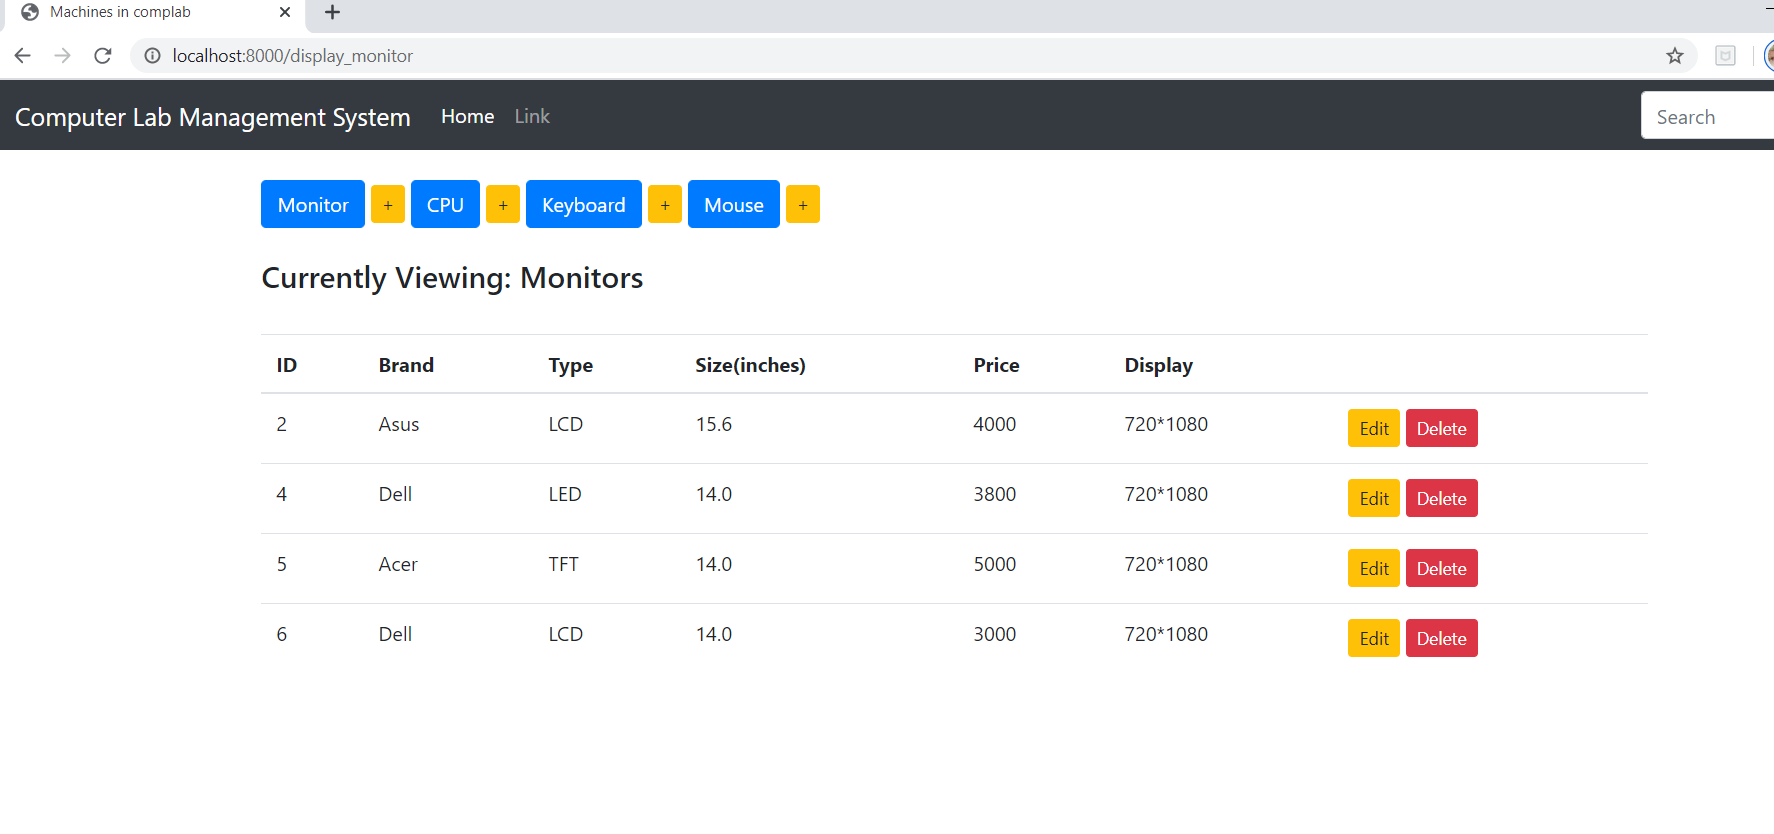 Machines in complab
localhost:8000/display_monitor
Computer Lab Management System Home Link Search
Monitor + CPU + Keyboard + Mouse +
Currently Viewing: Monitors
ID Brand Type Size(inches) Price Display
2 Asus LCD 15.6 4000 720*1080 Edit Delete
4 Dell LED 14.0 3800 720*1080 Edit Delete
5 Acer TFT 14.0 5000 720*1080 Edit Delete
6 Dell LCD 14.0 3000 720*1080 Edit Delete